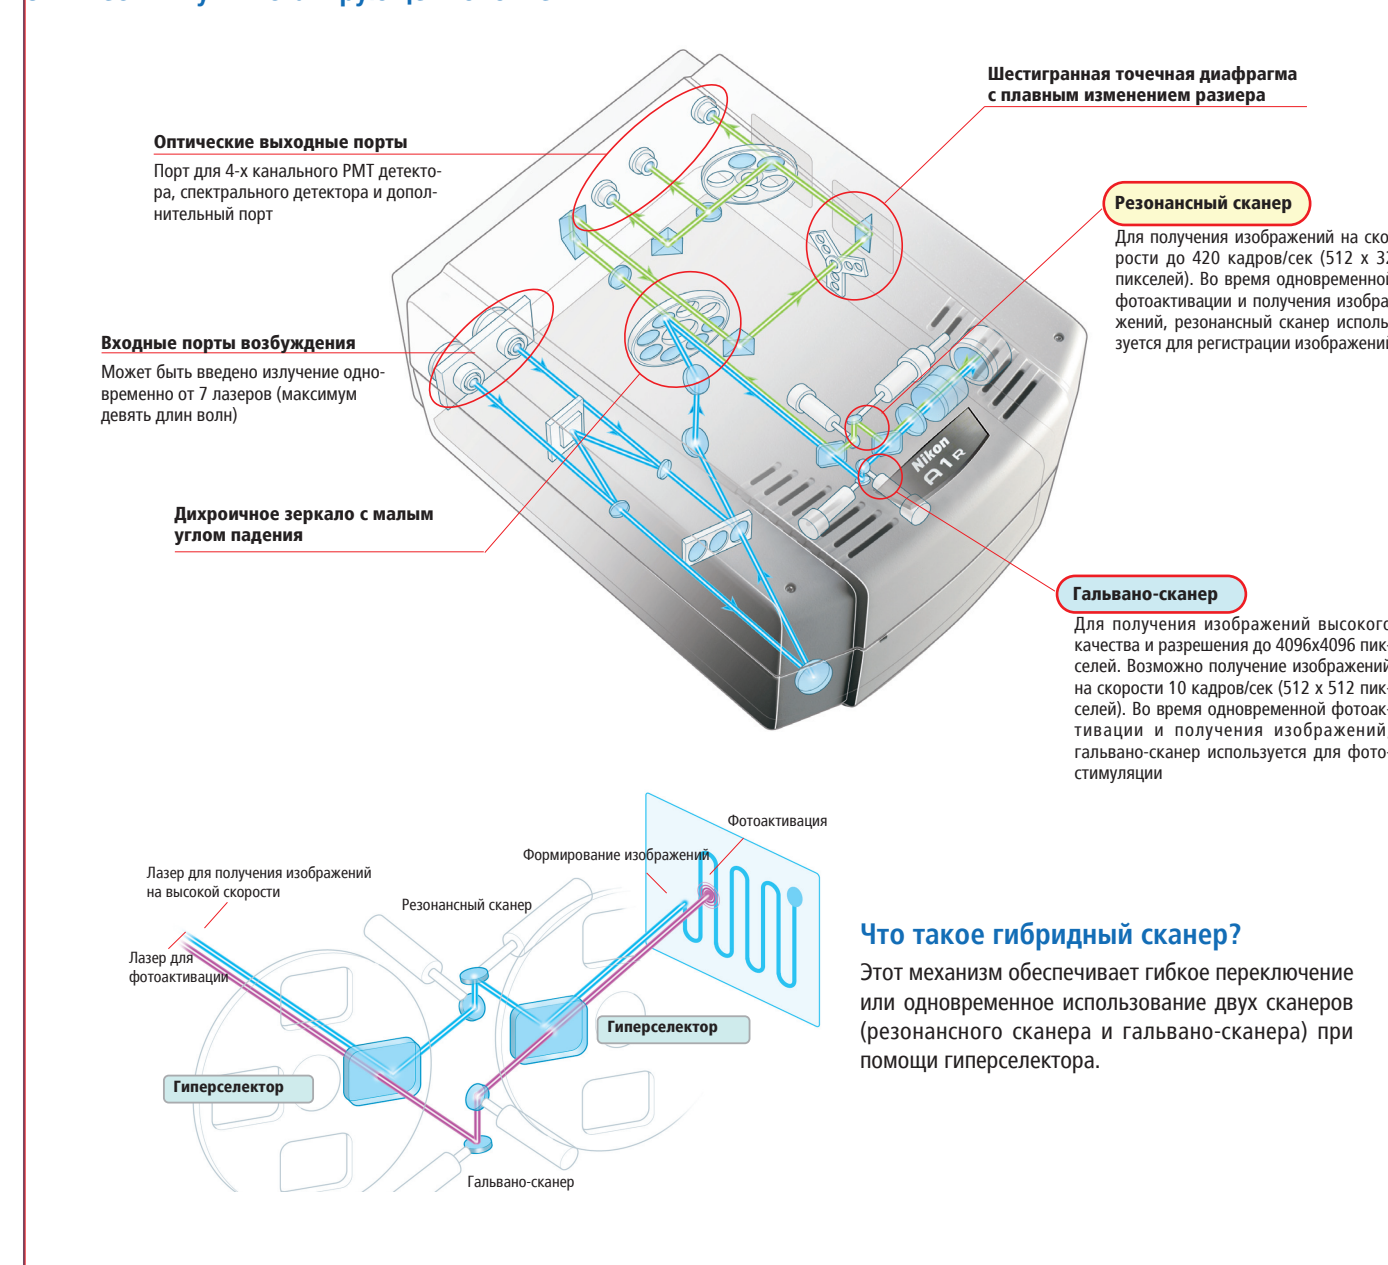 Шестигранная точечная диафрагма
с плавным изменением разиера
Оптические выходные порты
Порт для 4-х канального PMT детекто-
ра, спектрального детектора и допол-
нительный порт
Резонансный сканер
Для получения изображений на ско-
рости до 420 кадров/сек (512 x 32
пикселей). Во время одновременной
фотоактивации и получения изобра-
жений, резонансный сканер исполь-
зуется для регистрации изображений
Входные порты возбуждения
Может быть введено излучение одно-
временно от 7 лазеров (максимум
девять длин волн)
Nikon
A1R
Дихроичное зеркало с малым
углом падения
Гальвано-сканер
Для получения изображений высокого
качества и разрешения до 4096x4096 пик-
селей. Возможно получение изображений
на скорости 10 кадров/сек (512 x 512 пик-
селей). Во время одновременной фотоак-
тивации и получения изображений,
гальвано-сканер используется для фото-
стимуляции
Фотоактивация
Формирование изображений
Лазер для получения изображений
на высокой скорости
Резонансный сканер
Лазер для
фотоактивации
Гиперселектор
Гиперселектор
Гальвано-сканер
Что такое гибридный сканер?
Этот механизм обеспечивает гибкое переключение
или одновременное использование двух сканеров
(резонансного сканера и гальвано-сканера) при
помощи гиперселектора.